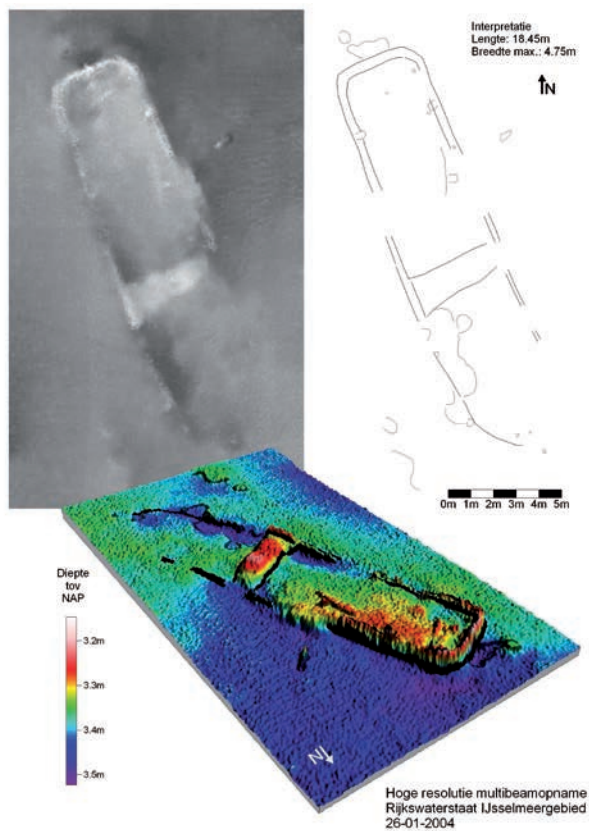 Interpretatie
Lengte: 18.45m
Breedte max.: 4.75m
N
0m 1m 2m 3m 4m 5m
Diepte
tov
NAP
3.2m
3.3m
3.4m
3.5m
N
Hoge resolutie multibeamopname
Rijkswaterstaat IJsselmeergebied
26-01-2004